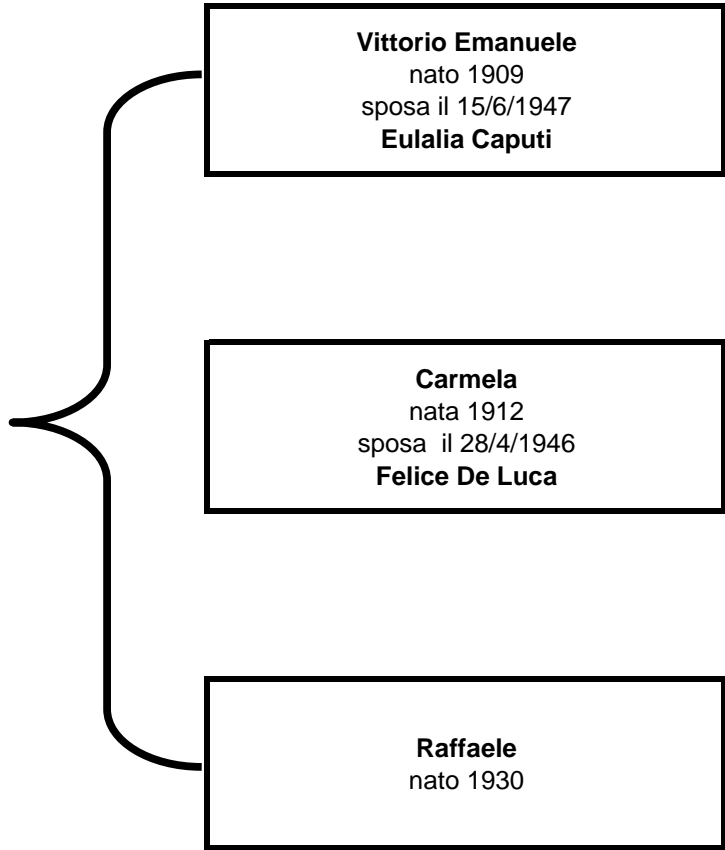 Vittorio Emanuele
nato 1909
sposa il 15/6/1947
Eulalia Caputi
Carmela
nata 1912
sposa  il 28/4/1946
Felice De Luca
Raffaele
nato 1930